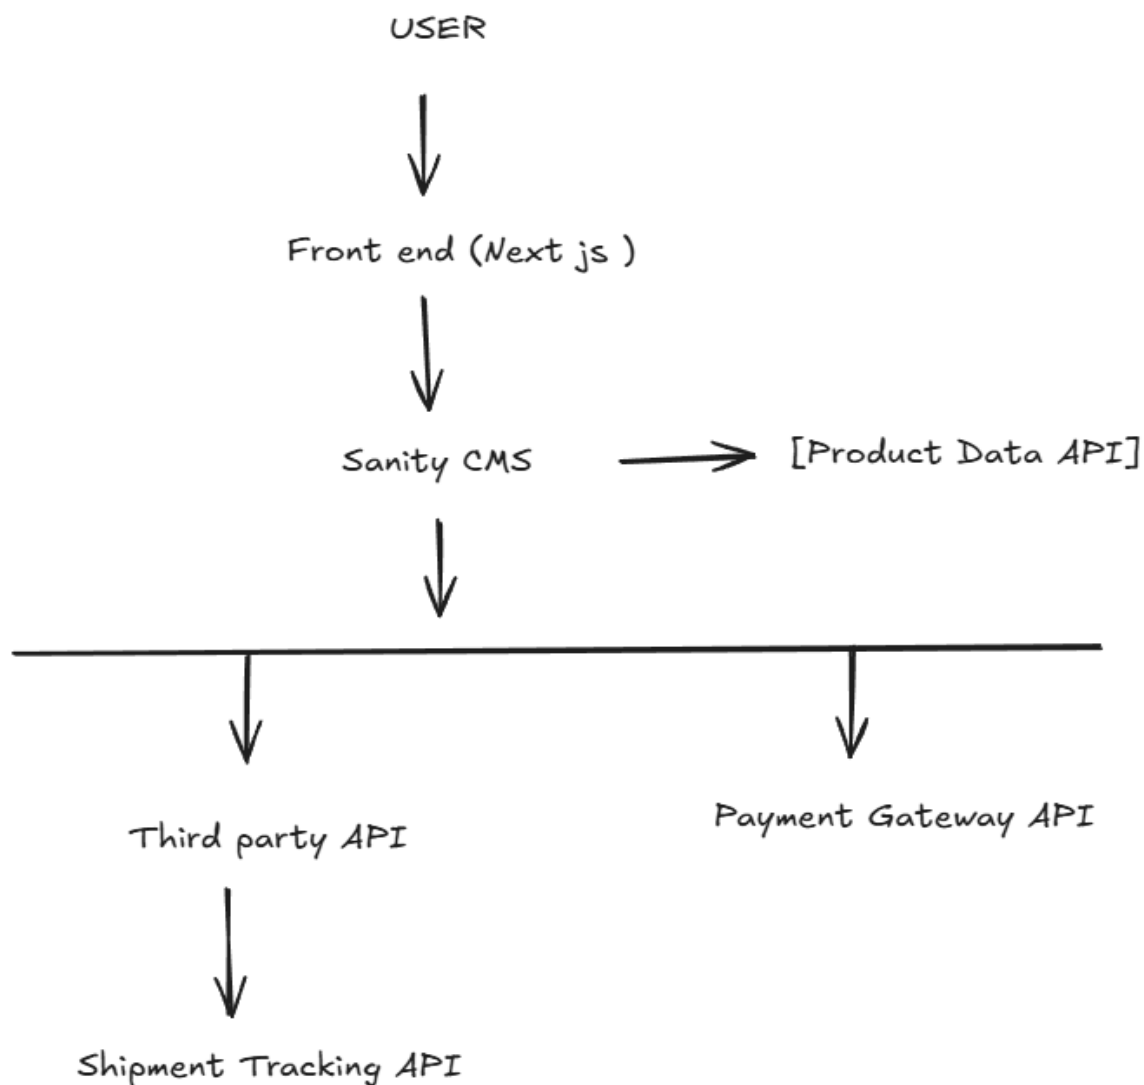 USER
Front end (Next js )
Sanity CMS
[Product Data API]
Third party API
Payment Gateway API
Shipment Tracking API